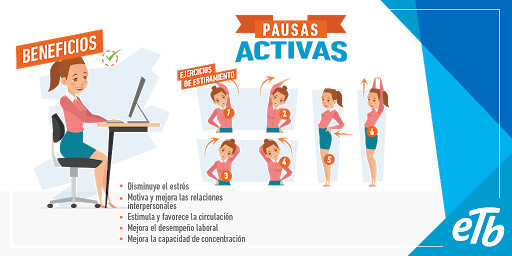 BENEFICIOS
PAUSAS
ACTIVAS
EJERCICIOS
DE ESTIRAMIENTO
1
2
3
4
5
6
• Disminuye el estrés
• Motiva y mejora las relaciones
interpersonales
• Estimula y favorece la circulación
• Mejora el desempeño laboral
• Mejora la capacidad de concentración
eTb